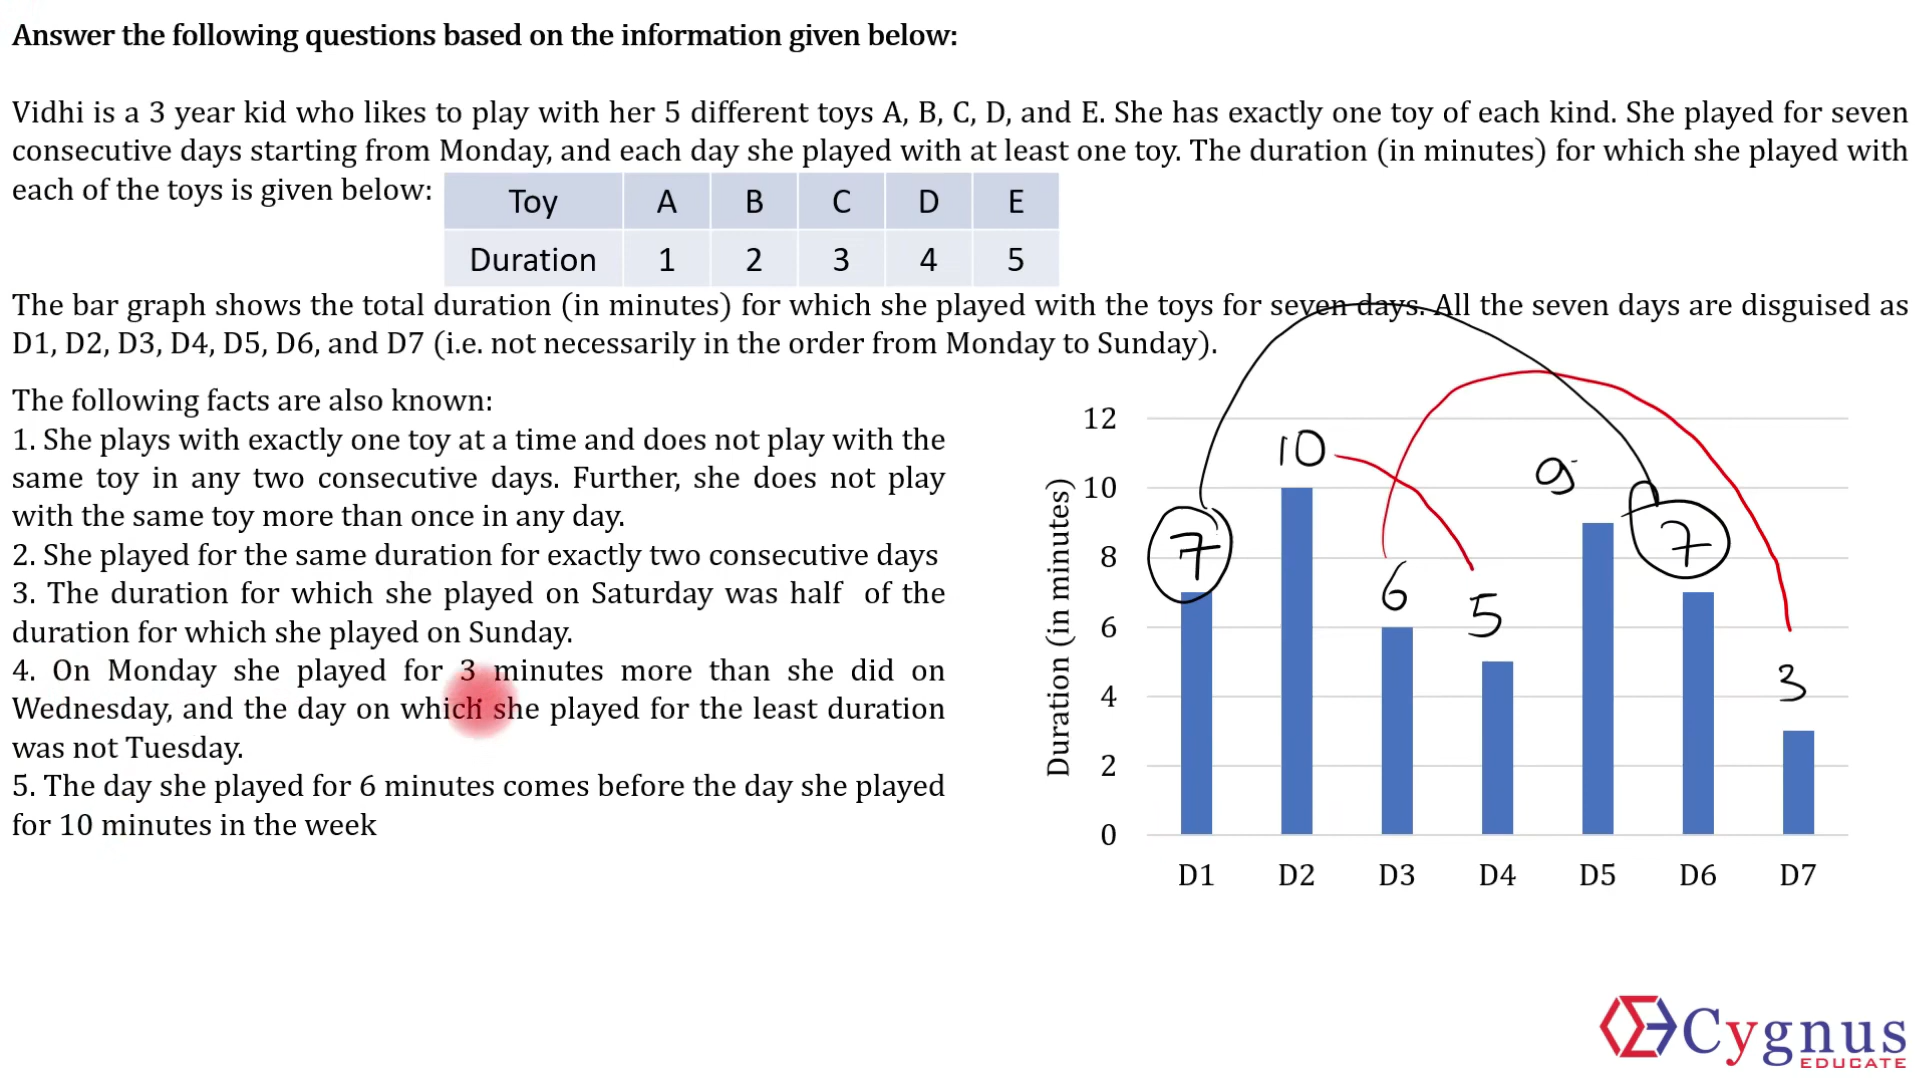 Answer the following questions based on the information given below:
Vidhi is a 3 year kid who likes to play with her 5 different toys A, B, C, D, and E. She has exactly one toy of each kind. She played for seven
consecutive days starting from Monday, and each day she played with at least one toy. The duration (in minutes) for which she played with
each of the toys is given below:
Toy A B C D E
Duration 1 2 3 4 5
The bar graph shows the total duration (in minutes) for which she played with the toys for seven days. All the seven days are disguised as
D1, D2, D3, D4, D5, D6, and D7 (i.e. not necessarily in the order from Monday to Sunday).
The following facts are also known:
1. She plays with exactly one toy at a time and does not play with the
same toy in any two consecutive days. Further, she does not play
with the same toy more than once in any day.
2. She played for the same duration for exactly two consecutive days
3. The duration for which she played on Saturday was half of the
duration for which she played on Sunday.
4. On Monday she played for 3 minutes more than she did on
Wednesday, and the day on which she played for the least duration
was not Tuesday.
5. The day she played for 6 minutes comes before the day she played
for 10 minutes in the week
Duration (in minutes)
12
10
8
6
4
2
0
7 10 6 5 9 7 3
D1 D2 D3 D4 D5 D6 D7
Cygnus
EDUCATE